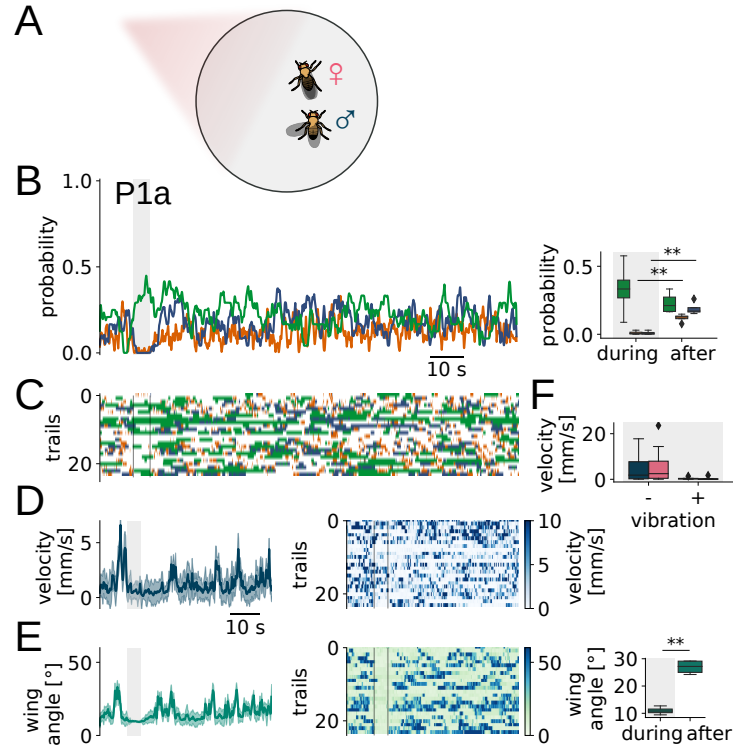 A
♀
♂
B
P1a
1.0
0.5
0.0
probability
10 s
probability
0.5
0.0
**
**
during
after
C
trails
0
20
F
velocity
[mm/s]
20
0
-
+
vibration
D
velocity
[mm/s]
5
0
10 s
trails
0
20
10
5
0
velocity
[mm/s]
E
wing
angle [°]
50
0
trails
0
20
50
0
wing
angle [°]
30
20
10
**
during after